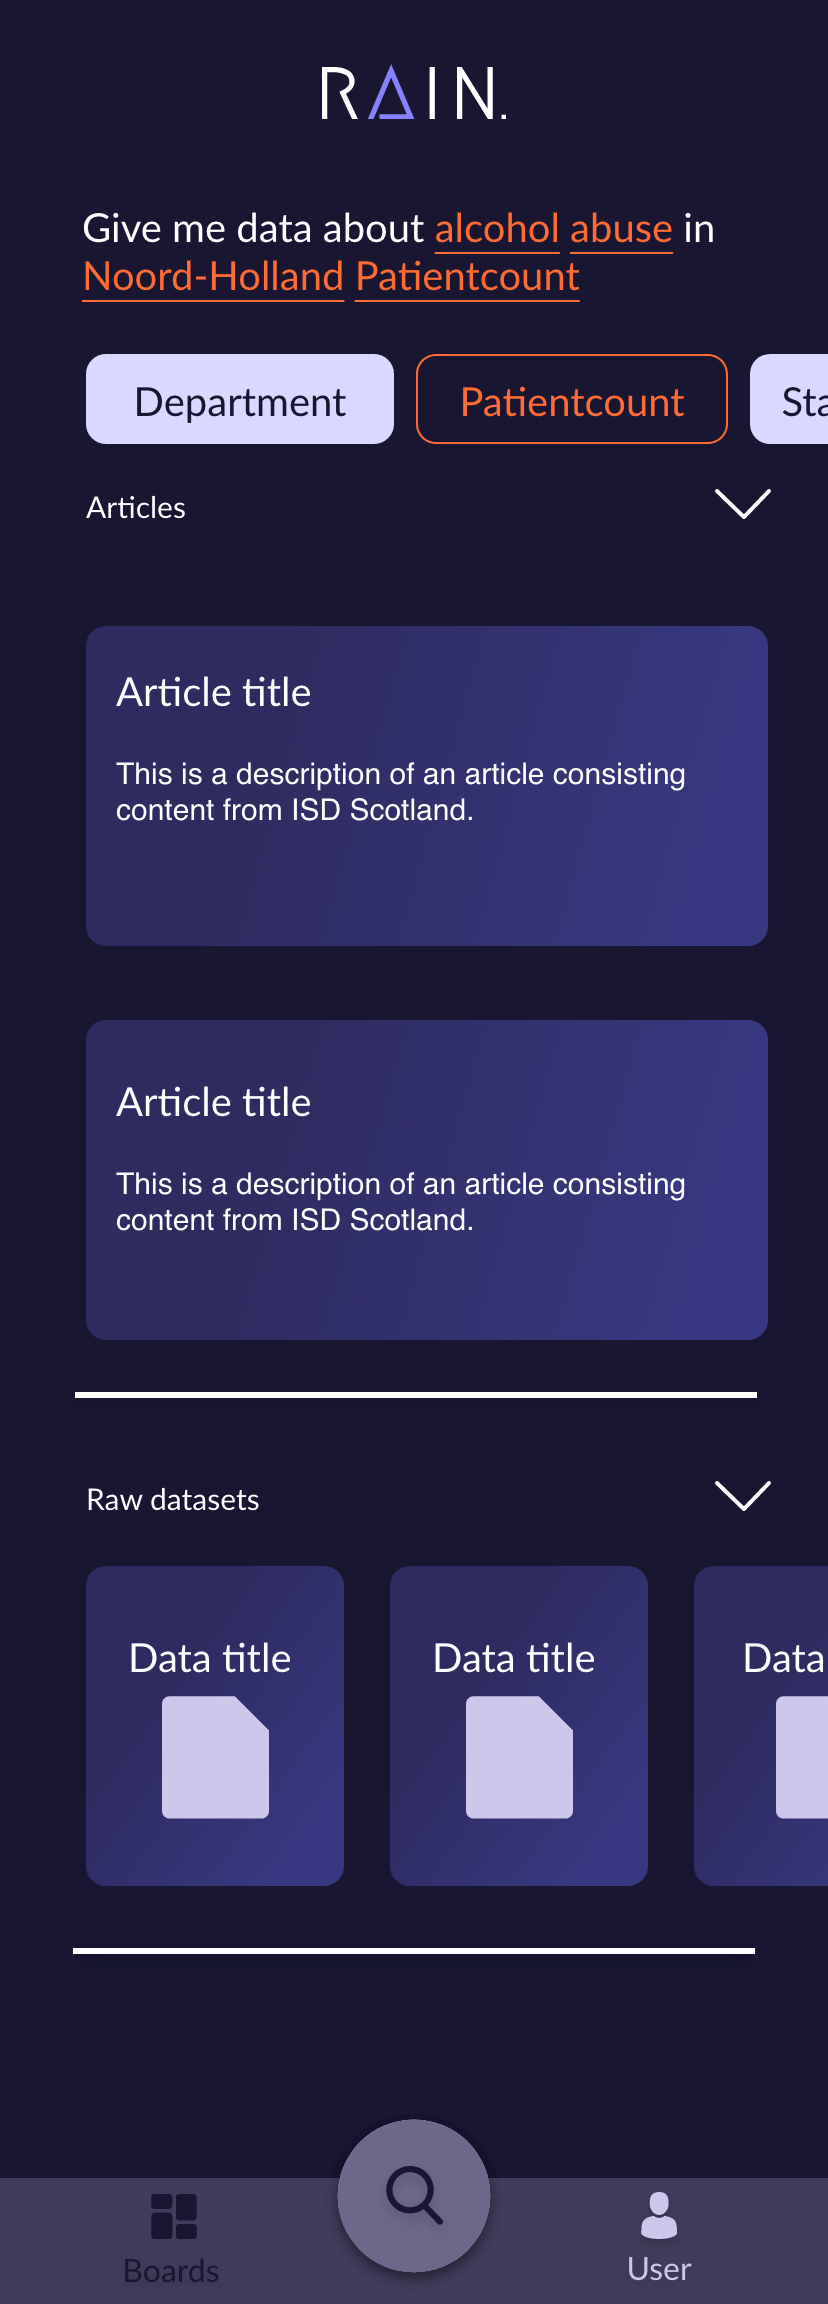 RAIN.
Give me data about alcohol abuse in
Noord-Holland Patientcount
Department Patientcount Sta
Articles
Article title
This is a description of an article consisting
content from ISD Scotland.
Article title
This is a description of an article consisting
content from ISD Scotland.
Raw datasets
Data title Data title Data
Boards User